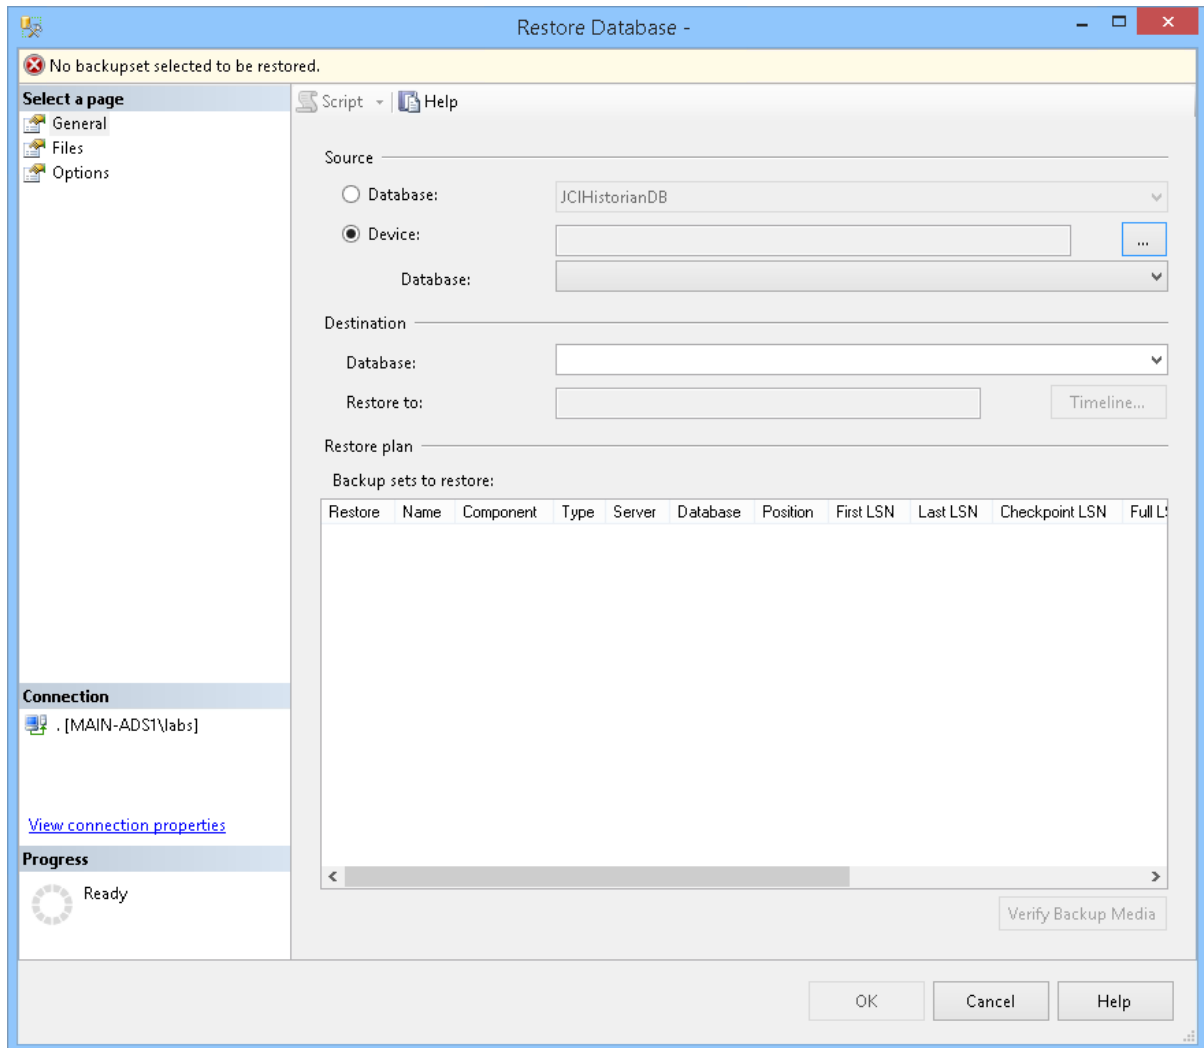 Restore Database -
No backupset selected to be restored.
Select a page
General
Files
Options
Script
Help
Source
Database:
JCIHistorianDB
Device:
...
Database:
Destination
Database:
Restore to:
Timeline...
Restore plan
Backup sets to restore:
Restore Name Component Type Server Database Position First LSN Last LSN Checkpoint LSN Full
Connection
. [MAIN-ADS1\labs]
View connection properties
Progress
Ready
Verify Backup Media
OK Cancel Help